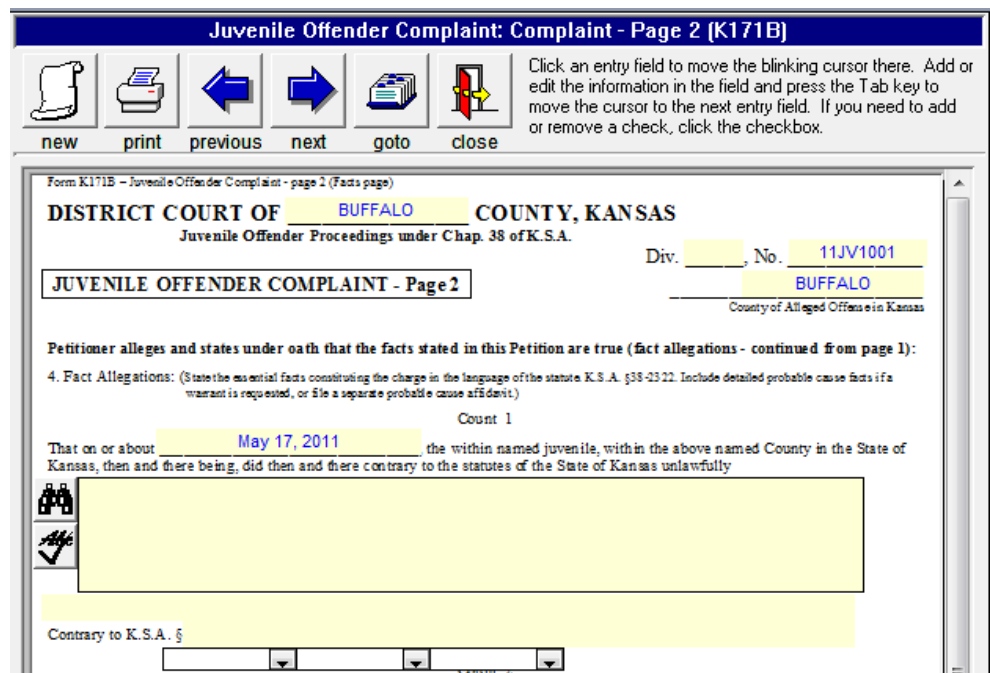 Juvenile Offender Complaint: Complaint - Page 2 (K171B)
new print previous next goto close
Click an entry field to move the blinking cursor there. Add or
edit the information in the field and press the Tab key to
move the cursor to the next entry field. If you need to add
or remove a check, click the checkbox.
Form K171B – Juvenile Offender Complaint - page 2 (Facts page)
DISTRICT COURT OF BUFFALO COUNTY, KANSAS
Juvenile Offender Proceedings under Chap. 38 of K.S.A.
Div. , No. 11JV1001
JUVENILE OFFENDER COMPLAINT - Page 2
BUFFALO
County of Alleged Offense in Kansas
Petitioner alleges and states under oath that the facts stated in this Petition are true (fact allegations - continued from page 1):
4. Fact Allegations: (State the essential facts constituting the charge in the language of the statute K.S.A. §38-2322. Include detailed probable cause facts if a
warrant is requested, or file a separate probable cause affidavit.)
Count 1
That on or about May 17, 2011, the within named juvenile, within the above named County in the State of
Kansas, then and there being, did then and there contrary to the statutes of the State of Kansas unlawfully
Contrary to K.S.A. §